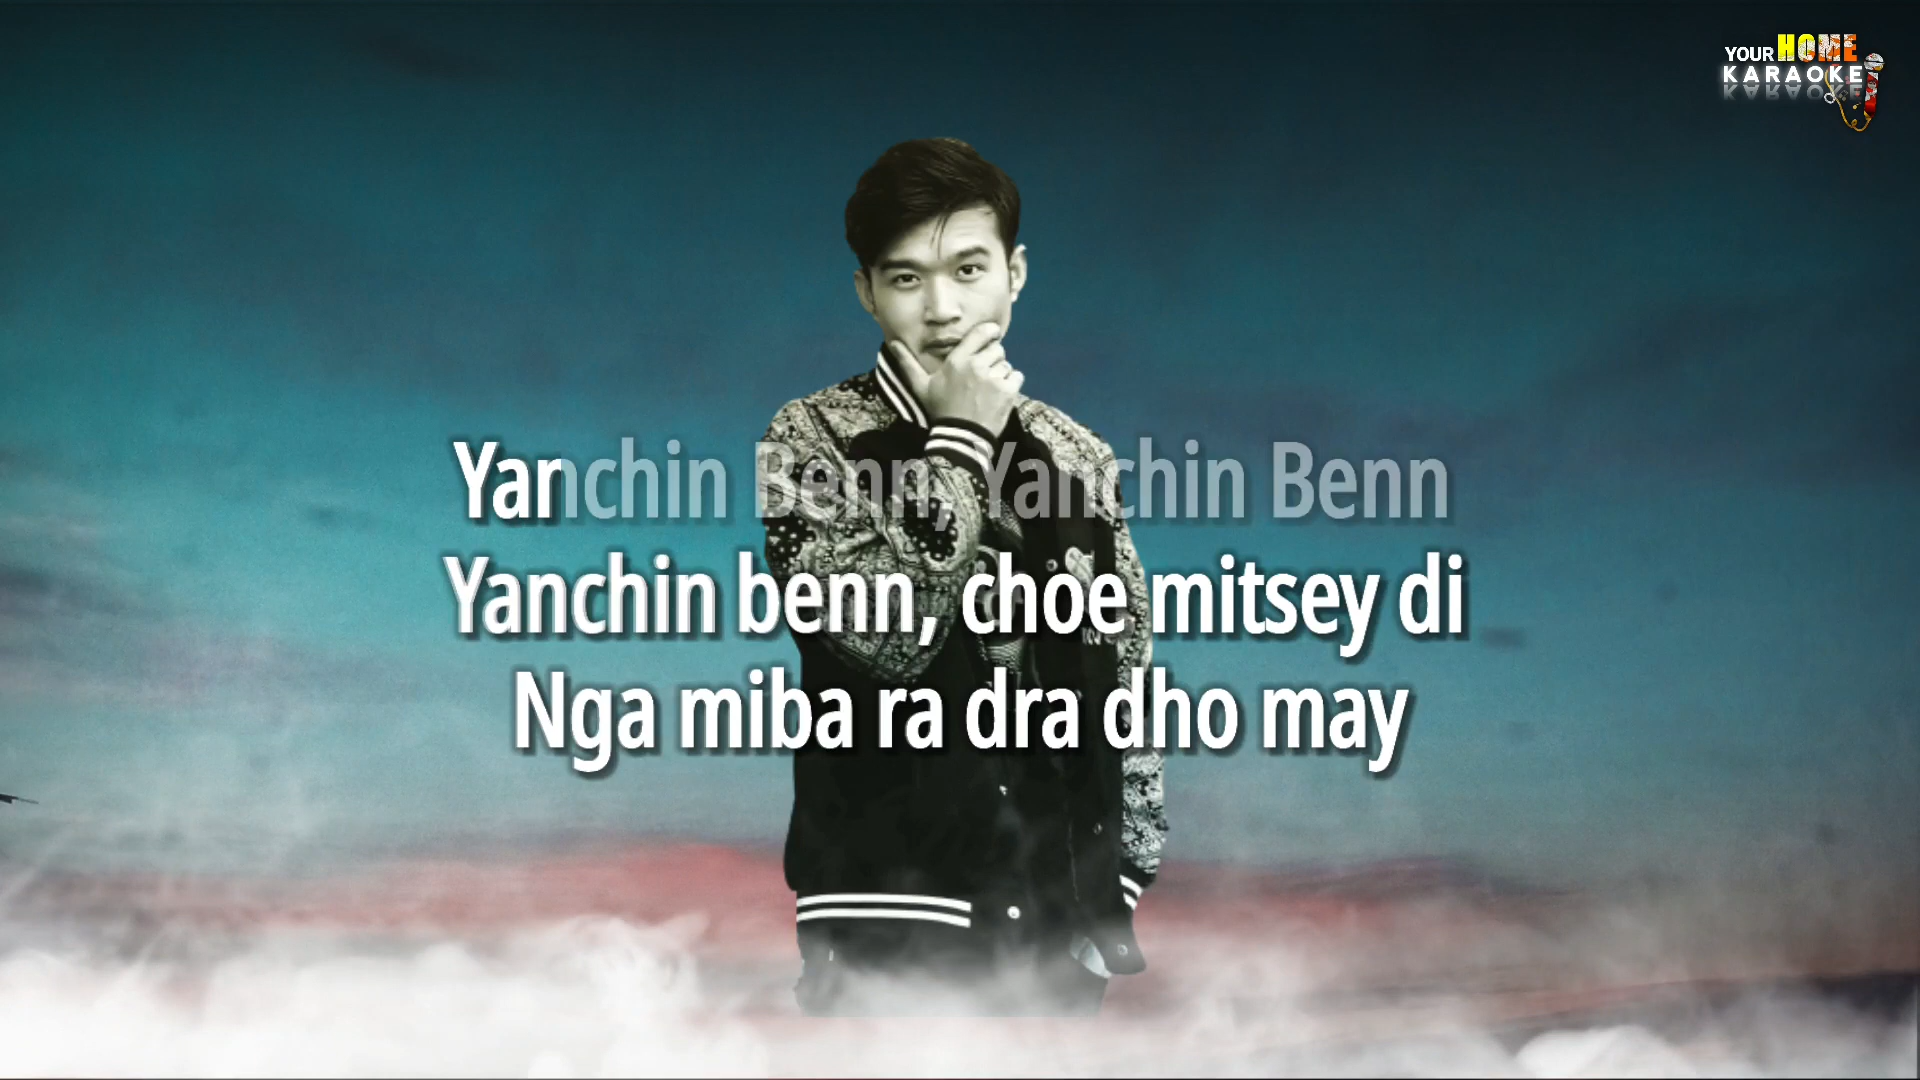 YOUR HOME
KARAOKE
Yanchin Benn, Yanchin Benn
Yanchin benn, choe mitsey di
Nga miba ra dra dho may